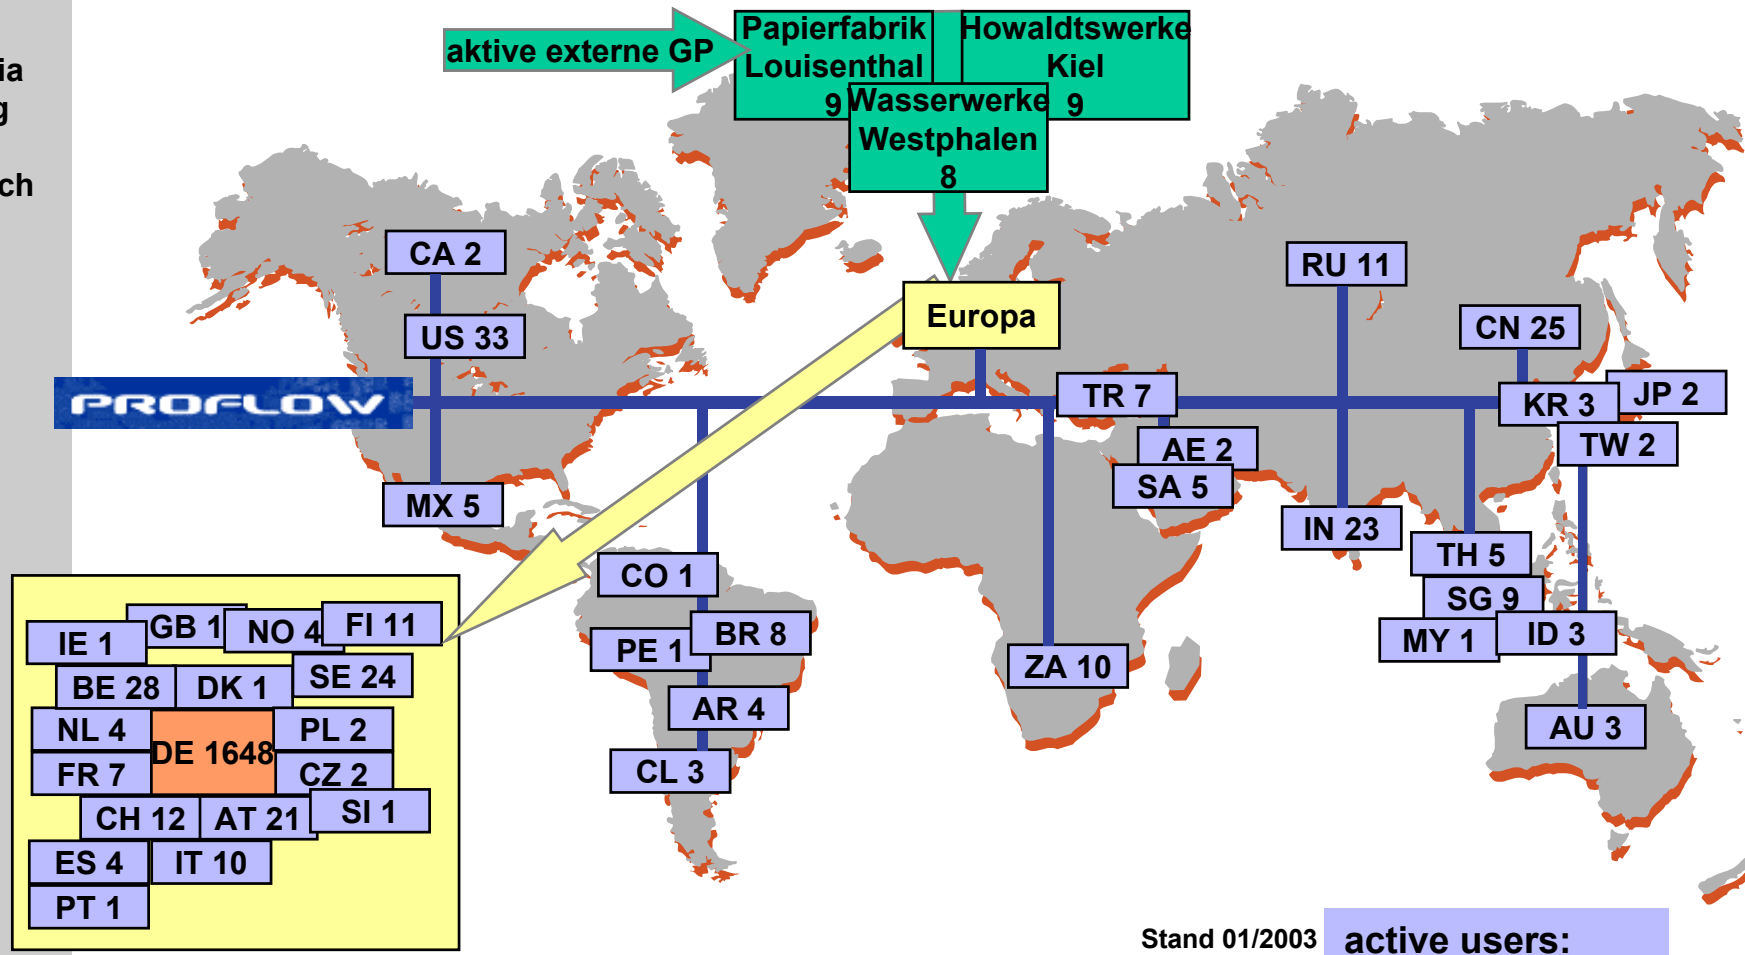 ia
g
ch
aktive externe GP
Papierfabrik
Louisenthal
9
Howaldtswerke
Kiel
9
Wasserwerke
Westphalen
8
CA 2
US 33
MX 5
PROFLOW
Europa
RU 11
CN 25
TR 7
KR 3
JP 2
TW 2
AE 2
SA 5
IN 23
TH 5
SG 9
MY 1
ID 3
AU 3
CO 1
PE 1
BR 8
AR 4
CL 3
ZA 10
IE 1
GB 1
NO 4
FI 11
BE 28
DK 1
SE 24
NL 4
DE 1648
PL 2
FR 7
CZ 2
CH 12
AT 21
SI 1
ES 4
IT 10
PT 1
Stand 01/2003
active users: